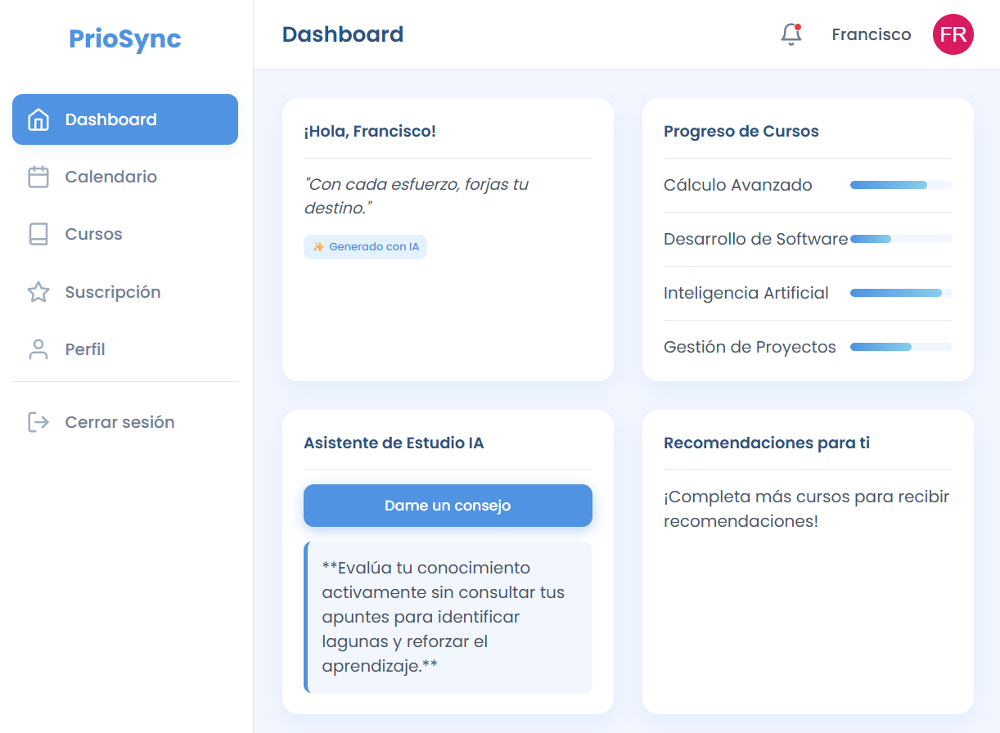 PrioSync
Dashboard
Calendario
Cursos
Suscripción
Perfil
Cerrar sesión
Dashboard
Francisco
FR
¡Hola, Francisco!
"Con cada esfuerzo, forjas tu
destino."
✨ Generado con IA
Progreso de Cursos
Cálculo Avanzado
Desarrollo de Software
Inteligencia Artificial
Gestión de Proyectos
Asistente de Estudio IA
Dame un consejo
**Evalúa tu conocimiento
activamente sin consultar tus
apuntes para identificar
lagunas y reforzar el
aprendizaje.**
Recomendaciones para ti
¡Completa más cursos para recibir
recomendaciones!